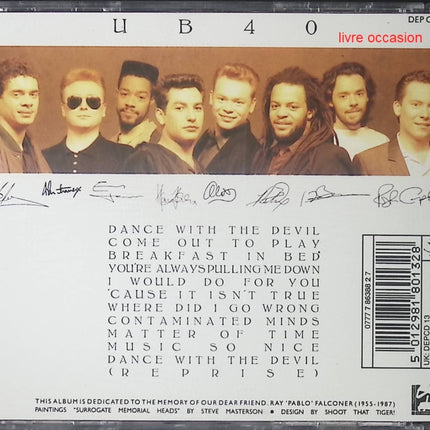 UB40
DEP C
livre occasion
DANCE WITH THE DEVIL
COME OUT TO PLAY
BREAKFAST IN BED
YOU'RE ALWAYS PULLING ME DOWN
I WOULD DO FOR YOU
'CAUSE IT ISN'T TRUE
WHERE DID I GO WRONG
CONTAMINATED MINDS
MATTER OF TIME
MUSIC SO NICE
DANCE WITH THE DEVIL
(REPRISE)
0777 7 86388 2 7
5 012981 801328
UK: DEPCD 13
THIS ALBUM IS DEDICATED TO THE MEMORY OF OUR DEAR FRIEND. RAY 'PABLO' FALCONER (1955-1987)
PAINTINGS "SURROGATE MEMORIAL HEADS" BY STEVE MASTERSON • DESIGN BY SHOOT THAT TIGER!